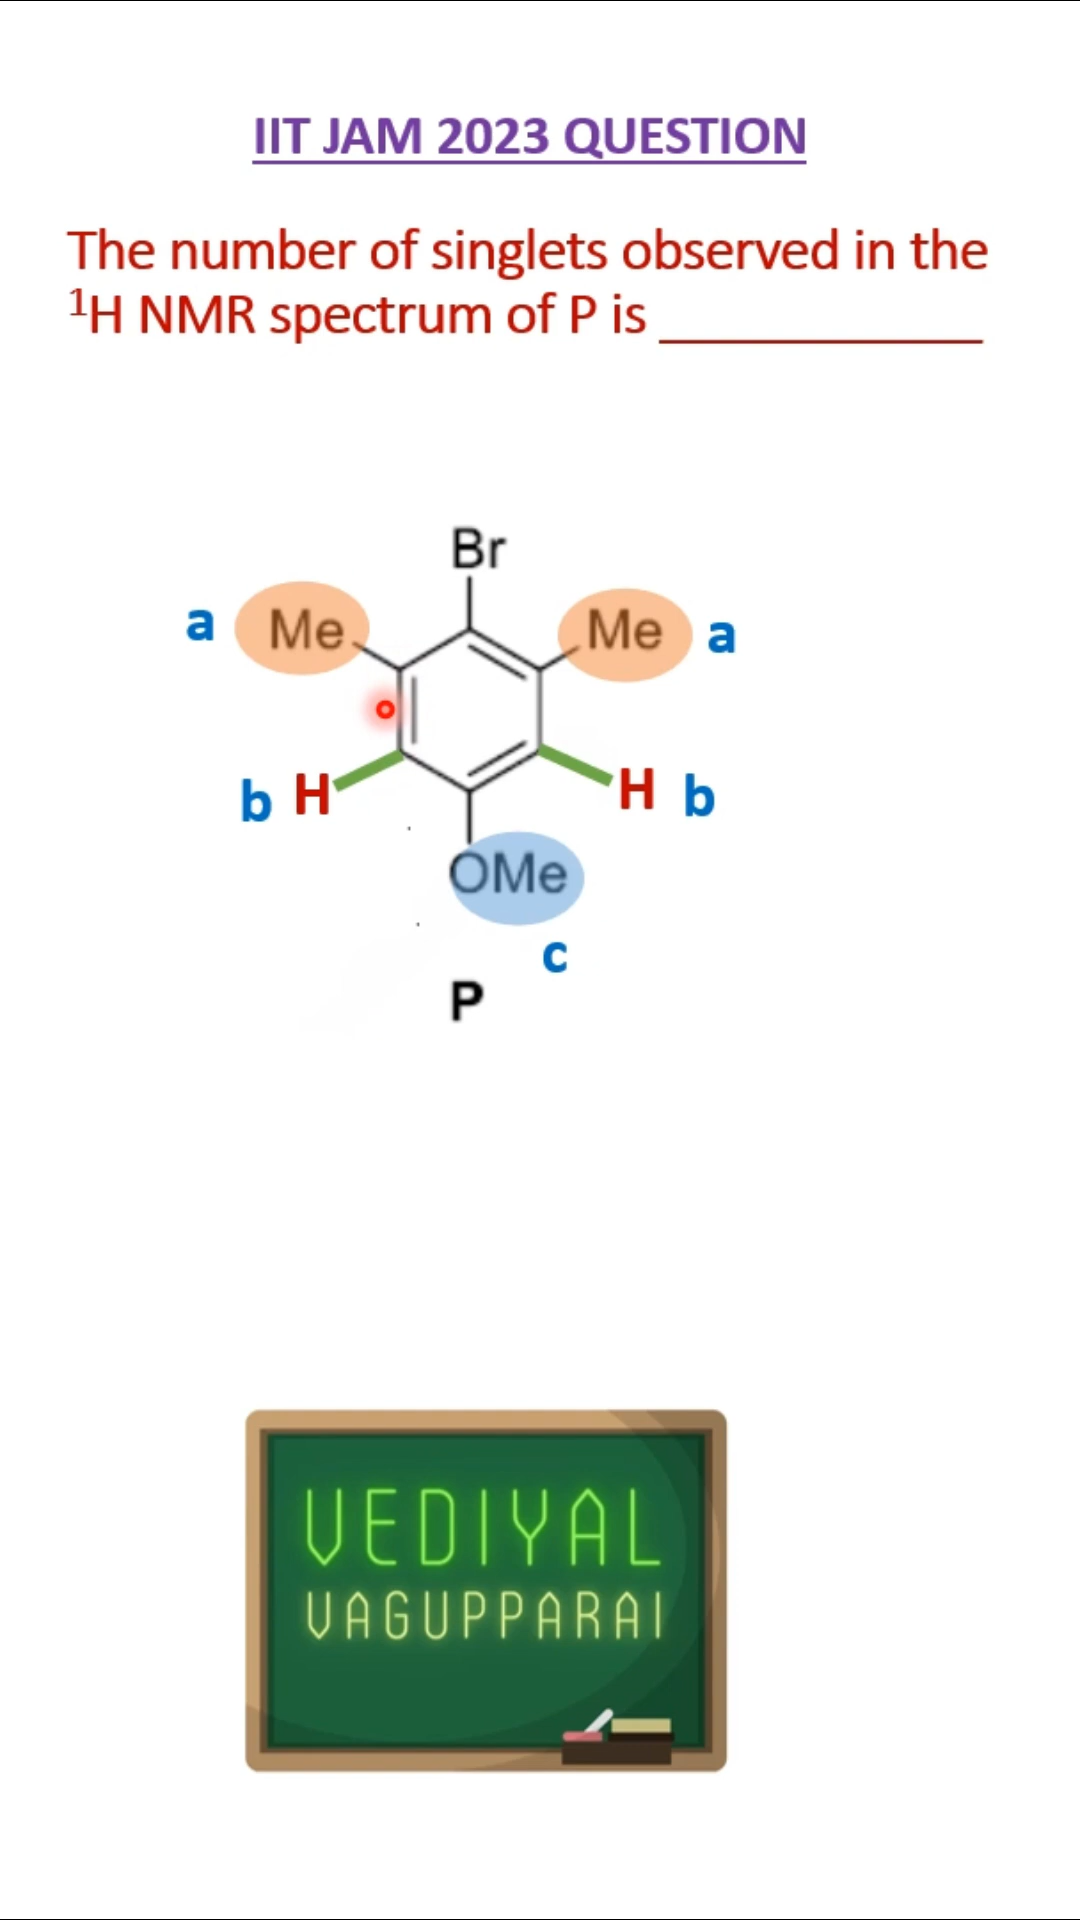 IIT JAM 2023 QUESTION
The number of singlets observed in the
¹H NMR spectrum of P is ____________
Br
a Me Me a
b H H b
OMe
c
P
VEDIYAL
VAGUPPARAI